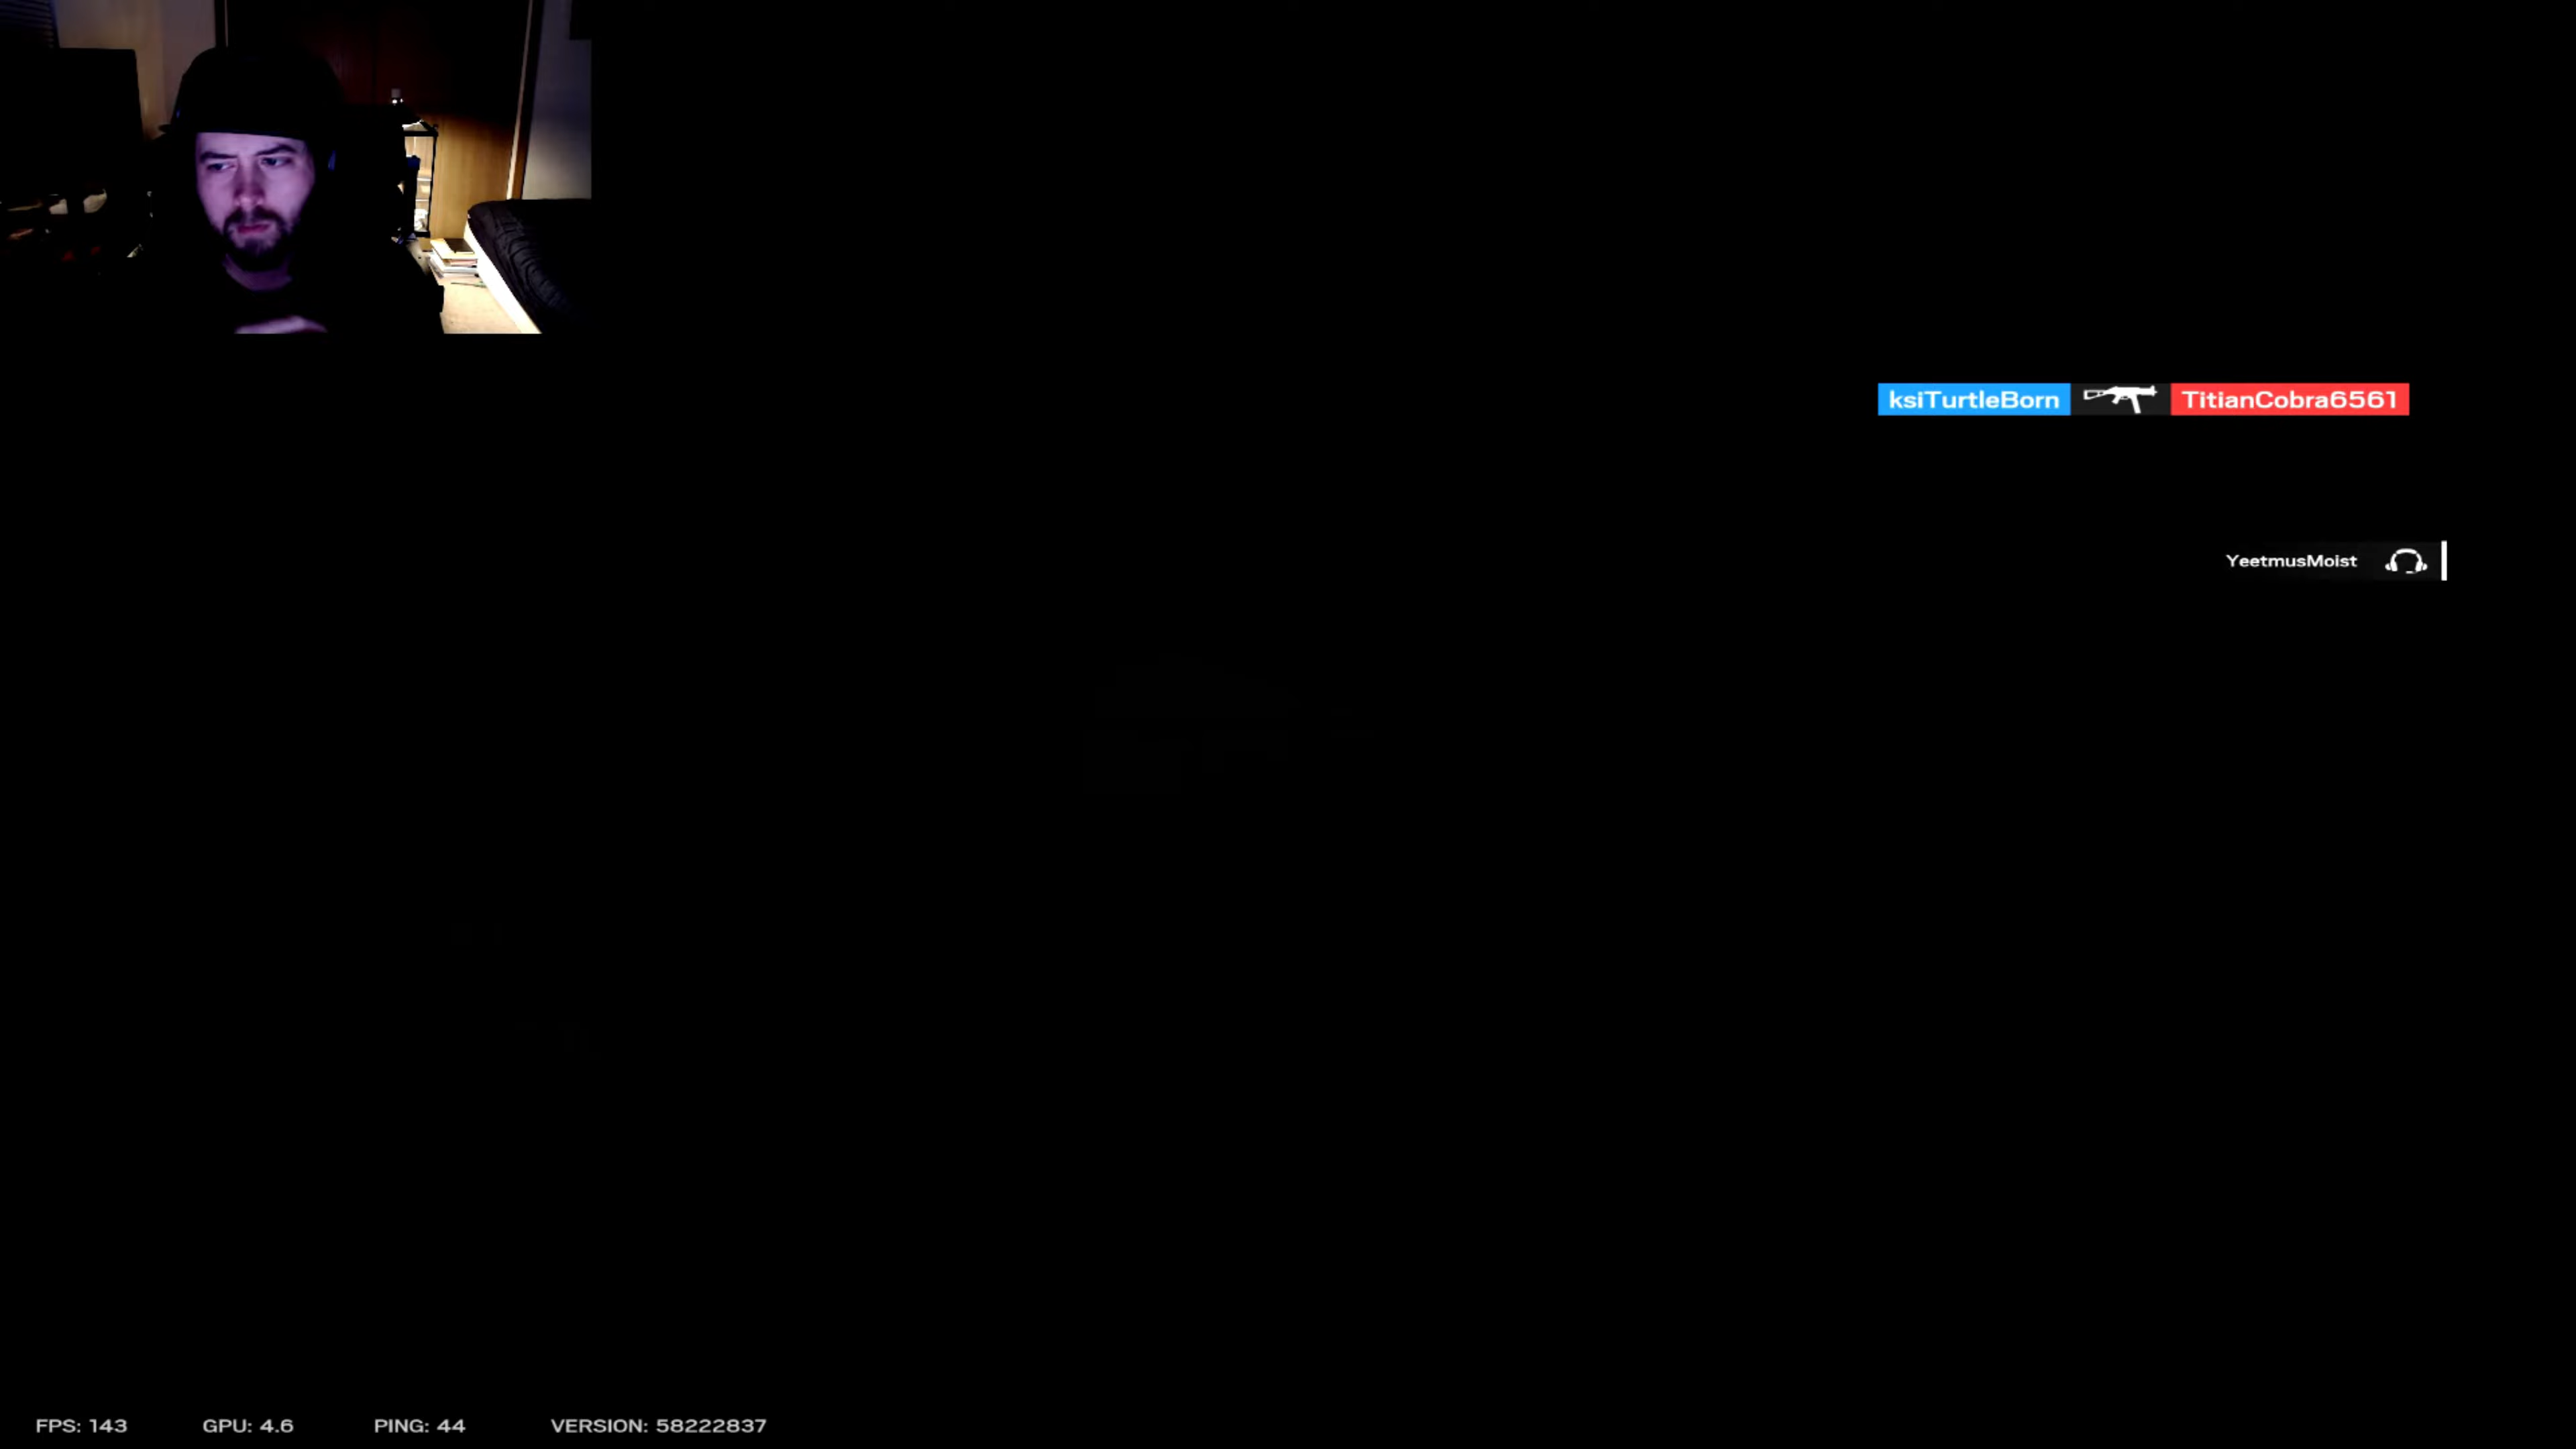 ksiTurtleBorn TitianCobra6561
YeetmusMoist
FPS: 143 GPU: 4.6 PING: 44 VERSION: 58222837